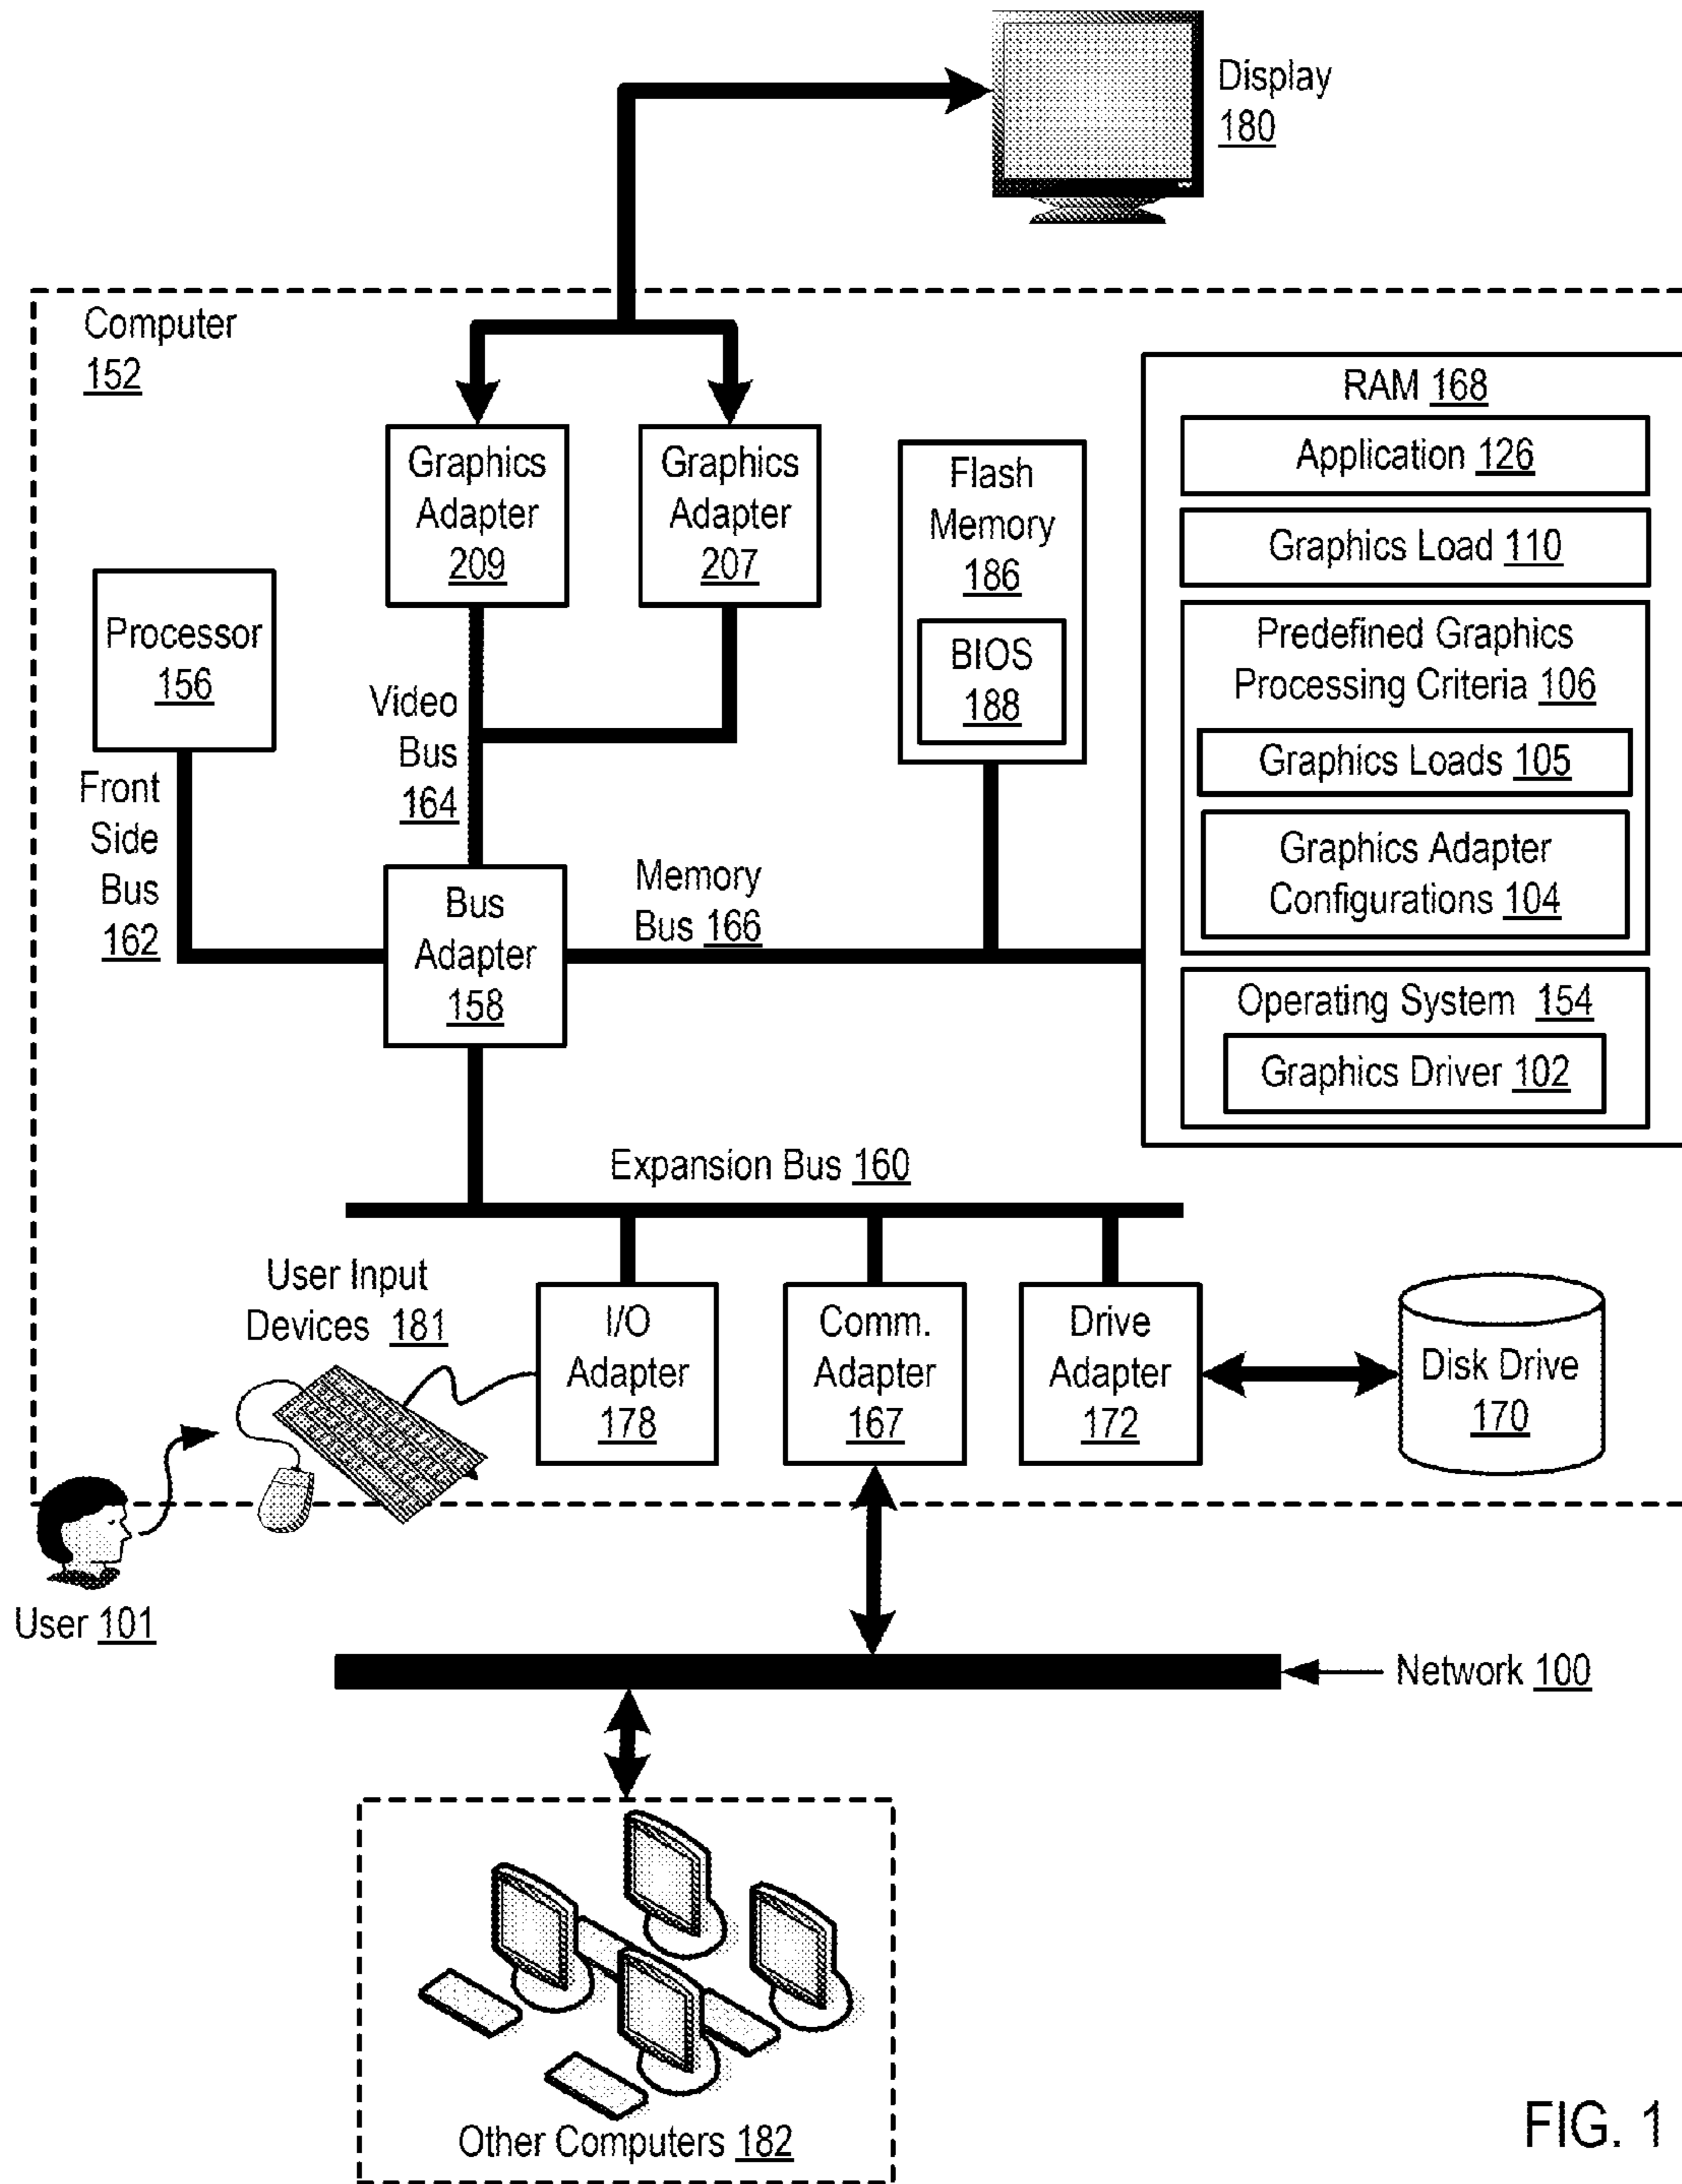 Display
180
Computer
152
RAM 168
Application 126
Graphics Load 110
Predefined Graphics
Processing Criteria 106
Graphics Loads 105
Graphics Adapter
Configurations 104
Operating System 154
Graphics Driver 102
Graphics
Adapter
209
Graphics
Adapter
207
Flash
Memory
186
BIOS
188
Processor
156
Video
Bus
164
Front
Side
Bus
162
Bus
Adapter
158
Memory
Bus 166
Expansion Bus 160
User Input
Devices 181
I/O
Adapter
178
Comm.
Adapter
167
Drive
Adapter
172
Disk Drive
170
User 101
Network 100
Other Computers 182
FIG. 1